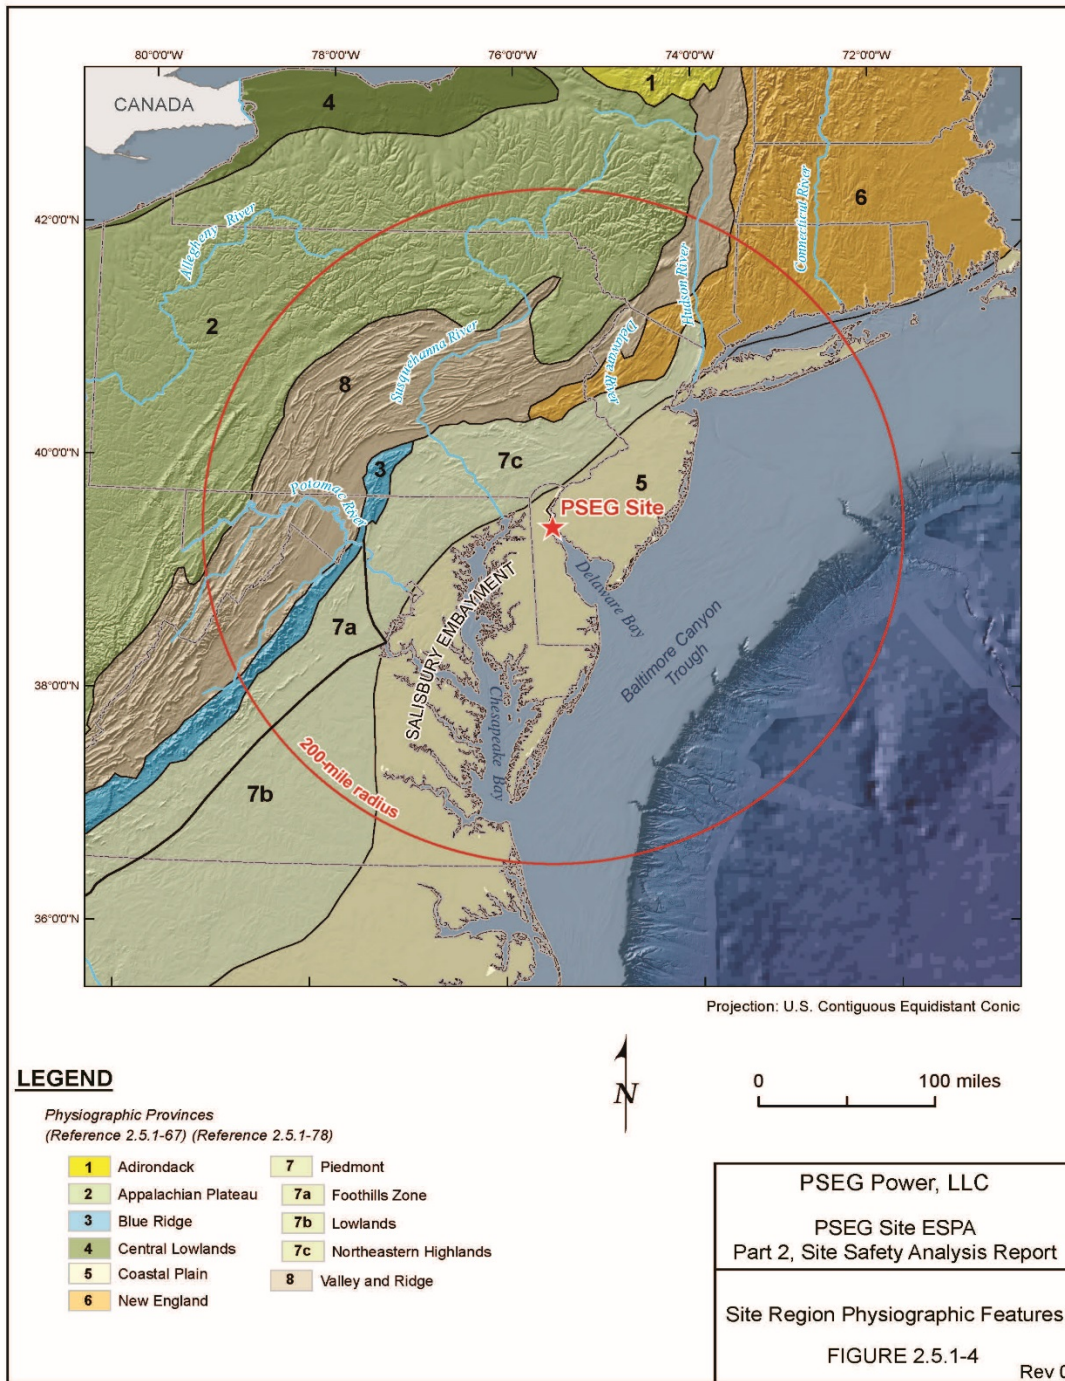 80°0'0"W
78°0'0"W
76°0'0"W
74°0'0"W
72°0'0"W
CANADA
4
1
6
42°0'0"N
Allegheny River
Connecticut River
Hudson River
2
Susquehanna River
Delaware River
8
40°0'0"N
3
7c
5
Potomac River
PSEG Site
Delaware Bay
7a
SALISBURY EMBAYMENT
Baltimore Canyon
Trough
38°0'0"N
Chesapeake Bay
200-mile radius
7b
36°0'0"N
Projection: U.S. Contiguous Equidistant Conic
N
0 100 miles
LEGEND
Physiographic Provinces
(Reference 2.5.1-67) (Reference 2.5.1-78)
1 Adirondack
2 Appalachian Plateau
3 Blue Ridge
4 Central Lowlands
5 Coastal Plain
6 New England
7 Piedmont
7a Foothills Zone
7b Lowlands
7c Northeastern Highlands
8 Valley and Ridge
PSEG Power, LLC
PSEG Site ESPA
Part 2, Site Safety Analysis Report
Site Region Physiographic Features
FIGURE 2.5.1-4
Rev 0